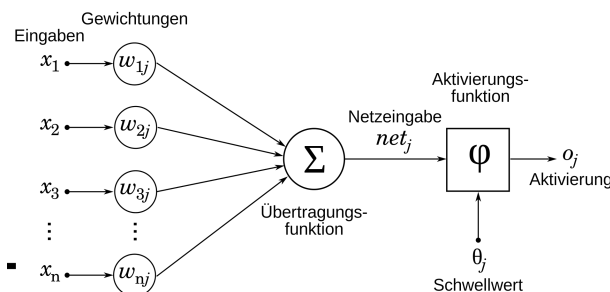 Gewichtungen
Eingaben
x₁
w₁ⱼ
Aktivierungs-
funktion
x₂
w₂ⱼ
Netzeingabe
netⱼ
Σ
φ
oⱼ
Aktivierung
x₃
w₃ⱼ
Übertragungs-
funktion
⋮
⋮
θⱼ
xₙ
wₙⱼ
Schwellwert